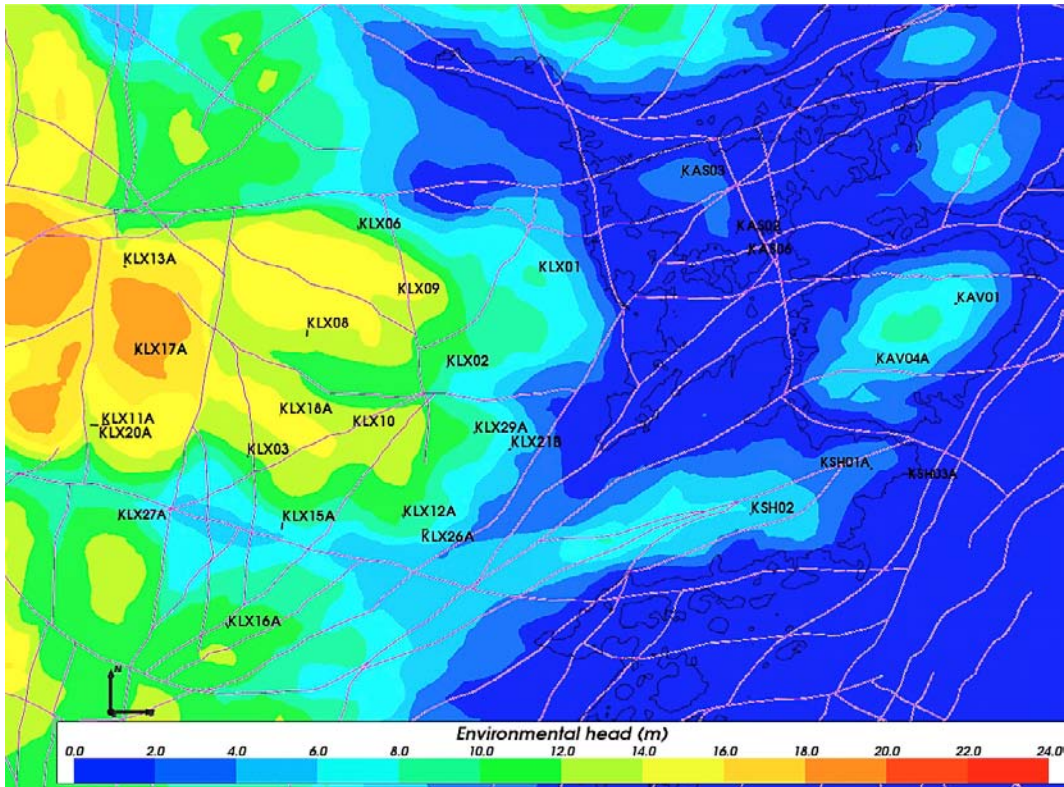 KAS03
KLX06
KAS02
KAS06
KLX13A
KLX01
KLX09
KAV01
KLX08
KLX17A
KLX02
KAV04A
KLX18A
KLX11A
KLX10
KLX20A
KLX29A
KLX21B
KLX03
KSH01A
KSH03A
KLX27A
KLX15A
KLX12A
KSH02
KLX26A
KLX16A
N
Environmental head (m)
0.0 2.0 4.0 6.0 8.0 10.0 12.0 14.0 16.0 18.0 20.0 22.0 24.0